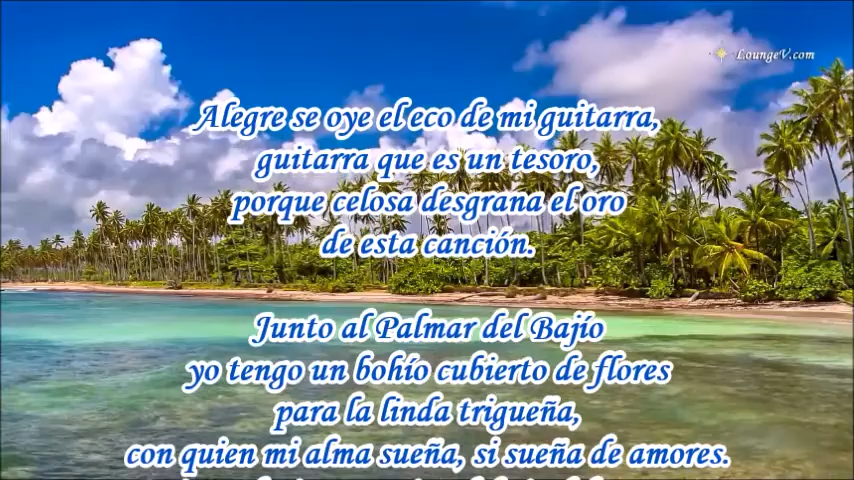 LoungeV.com
Alegre se oye el eco de mi guitarra,
guitarra que es un tesoro,
porque celosa desgrana el oro
de esta canción.
Junto al Palmar del Bajío
yo tengo un bohío cubierto de flores
para la linda trigueña,
con quien mi alma sueña, si sueña de amores.